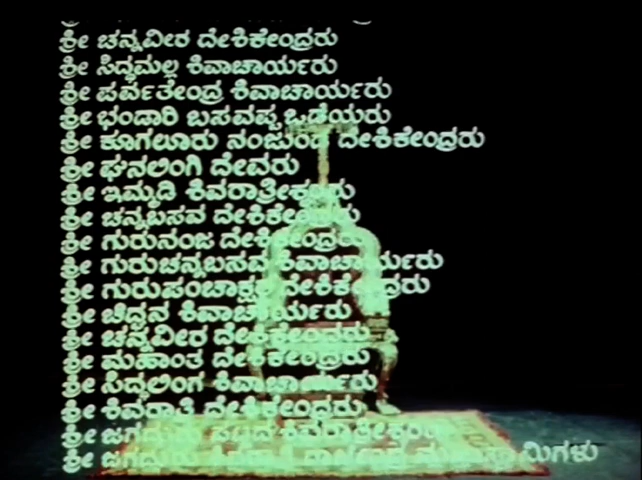 ಶ್ರೀ ಚನ್ನವೀರ ದೇಶಿಕೇಂದ್ರರು
ಶ್ರೀ ಸಿದ್ಧಮಲ್ಲ ಶಿವಾಚಾರ್ಯರು
ಶ್ರೀ ಪರ್ವತೇಂದ್ರ ಶಿವಾಚಾರ್ಯರು
ಶ್ರೀ ಭಂಡಾರಿ ಬಸವಪ್ಪ ಒಡೆಯರು
ಶ್ರೀ ಕೂಗಲೂರು ನಂಜುಂಡ ದೇಶಿಕೇಂದ್ರರು
ಶ್ರೀ ಘನಲಿಂಗಿ ದೇವರು
ಶ್ರೀ ಇಮ್ಮಡಿ ಶಿವರಾತ್ರೀಶ್ವರರು
ಶ್ರೀ ಚನ್ನಬಸವ ದೇಶಿಕೇಂದ್ರರು
ಶ್ರೀ ಗುರುನಂಜ ದೇಶಿಕೇಂದ್ರರು
ಶ್ರೀ ಗುರುಚನ್ನಬಸವ ಶಿವಾಚಾರ್ಯರು
ಶ್ರೀ ಗುರುಪಂಚಾಕ್ಷರ ದೇಶಿಕೇಂದ್ರರು
ಶ್ರೀ ಚಿದ್ಘನ ಶಿವಾಚಾರ್ಯರು
ಶ್ರೀ ಚನ್ನವೀರ ದೇಶಿಕೇಂದ್ರರು
ಶ್ರೀ ಮಹಾಂತ ದೇಶಿಕೇಂದ್ರರು
ಶ್ರೀ ಸಿದ್ಧಲಿಂಗ ಶಿವಾಚಾರ್ಯರು
ಶ್ರೀ ಶಿವರಾತ್ರಿ ದೇಶಿಕೇಂದ್ರರು
ಶ್ರೀ ಜಗದ್ಗುರು
ಶ್ರೀ ಜಗದ್ಗುರು